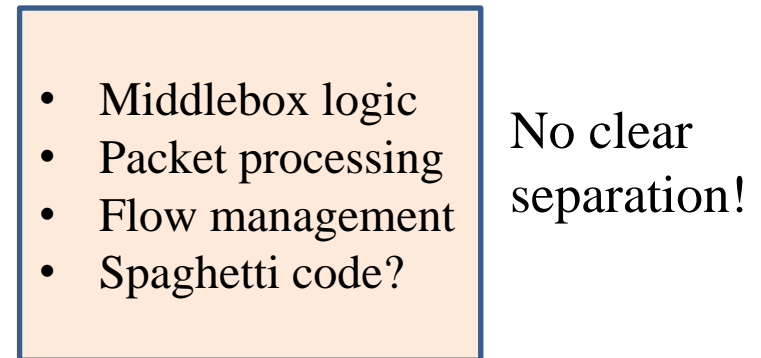 • Middlebox logic
• Packet processing
• Flow management
• Spaghetti code?
No clear
separation!